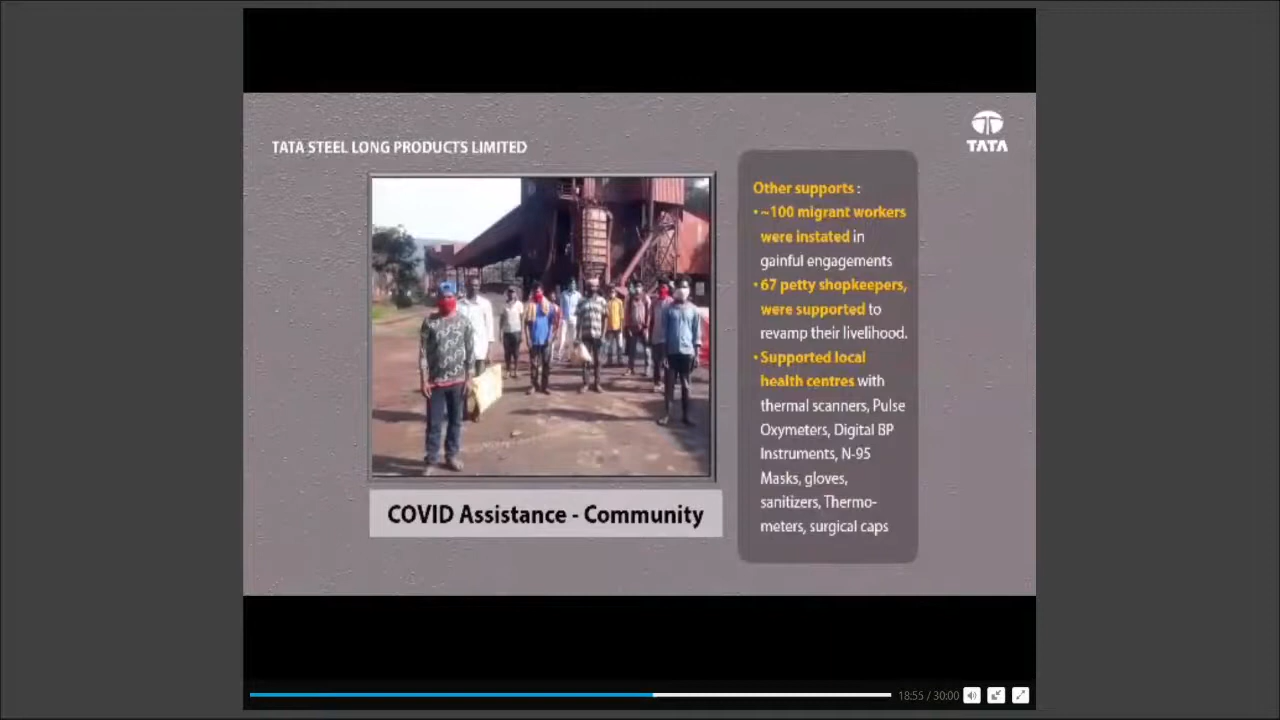 TATA STEEL LONG PRODUCTS LIMITED
TATA
Other supports :
• ~100 migrant workers
were instated in
gainful engagements
• 67 petty shopkeepers,
were supported to
revamp their livelihood.
• Supported local
health centres with
thermal scanners, Pulse
Oxymeters, Digital BP
Instruments, N-95
Masks, gloves,
sanitizers, Thermo-
meters, surgical caps
COVID Assistance - Community
18:55 / 30:00